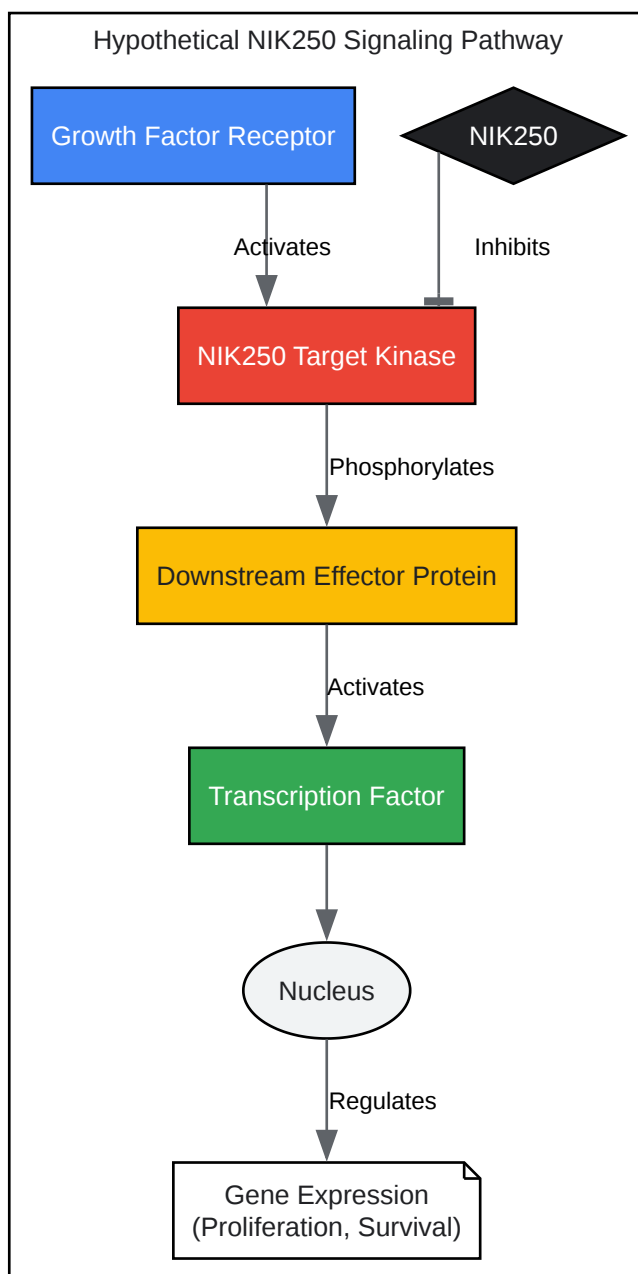 Hypothetical NIK250 Signaling Pathway
Growth Factor Receptor
NIK250
Activates
Inhibits
NIK250 Target Kinase
Phosphorylates
Downstream Effector Protein
Activates
Transcription Factor
Nucleus
Regulates
Gene Expression
(Proliferation, Survival)